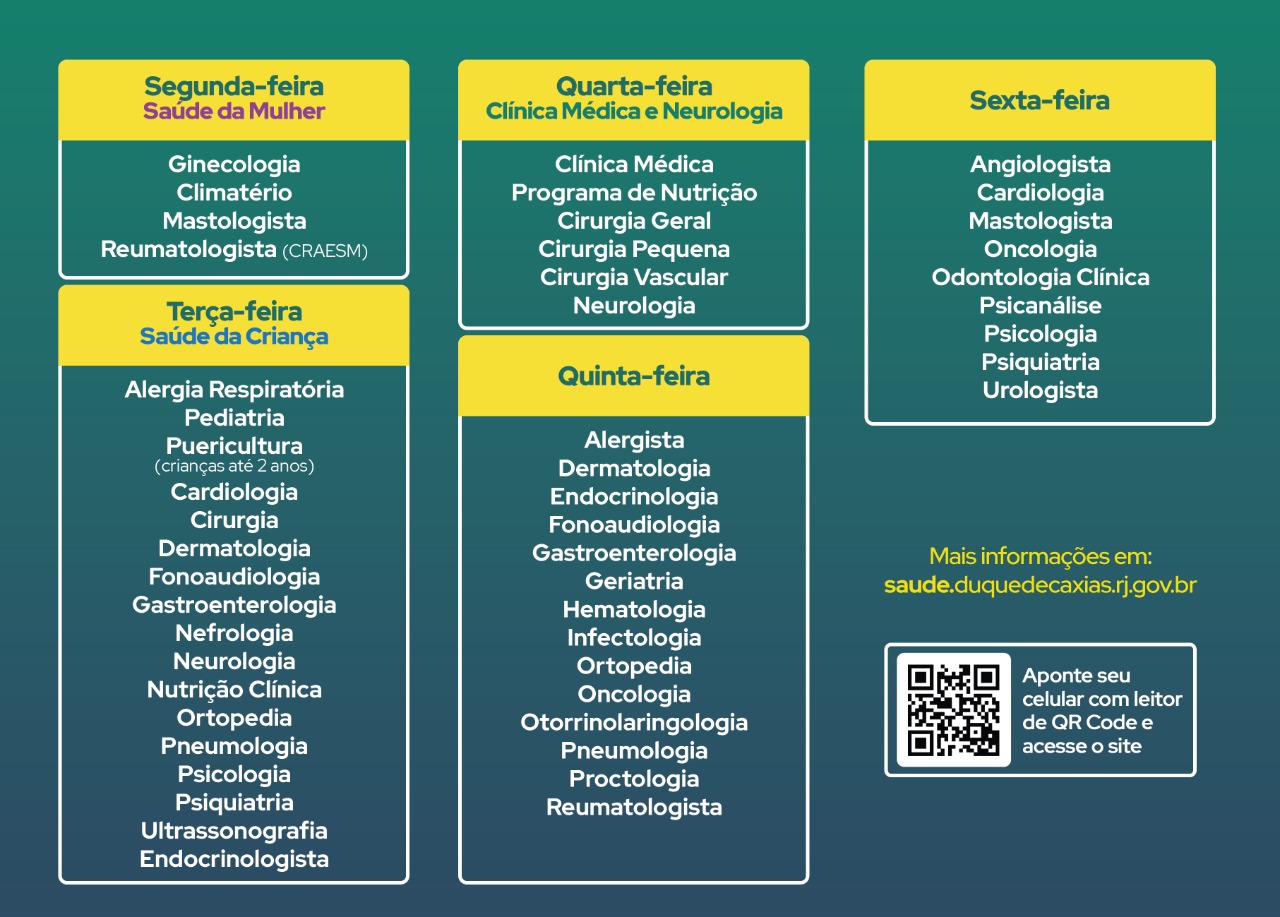 Segunda-feira
Saúde da Mulher
Ginecologia
Climatério
Mastologista
Reumatologista (CRAESM)
Terça-feira
Saúde da Criança
Alergia Respiratória
Pediatria
Puericultura
(crianças até 2 anos)
Cardiologia
Cirurgia
Dermatologia
Fonoaudiologia
Gastroenterologia
Nefrologia
Neurologia
Nutrição Clínica
Ortopedia
Pneumologia
Psicologia
Psiquiatria
Ultrassonografia
Endocrinologista
Quarta-feira
Clínica Médica e Neurologia
Clínica Médica
Programa de Nutrição
Cirurgia Geral
Cirurgia Pequena
Cirurgia Vascular
Neurologia
Quinta-feira
Alergista
Dermatologia
Endocrinologia
Fonoaudiologia
Gastroenterologia
Geriatria
Hematologia
Infectologia
Ortopedia
Oncologia
Otorrinolaringologia
Pneumologia
Proctologia
Reumatologista
Sexta-feira
Angiologista
Cardiologia
Mastologista
Oncologia
Odontologia Clínica
Psicanálise
Psicologia
Psiquiatria
Urologista
Mais informações em:
saude.duquedecaxias.rj.gov.br
Aponte seu
celular com leitor
de QR Code e
acesse o site